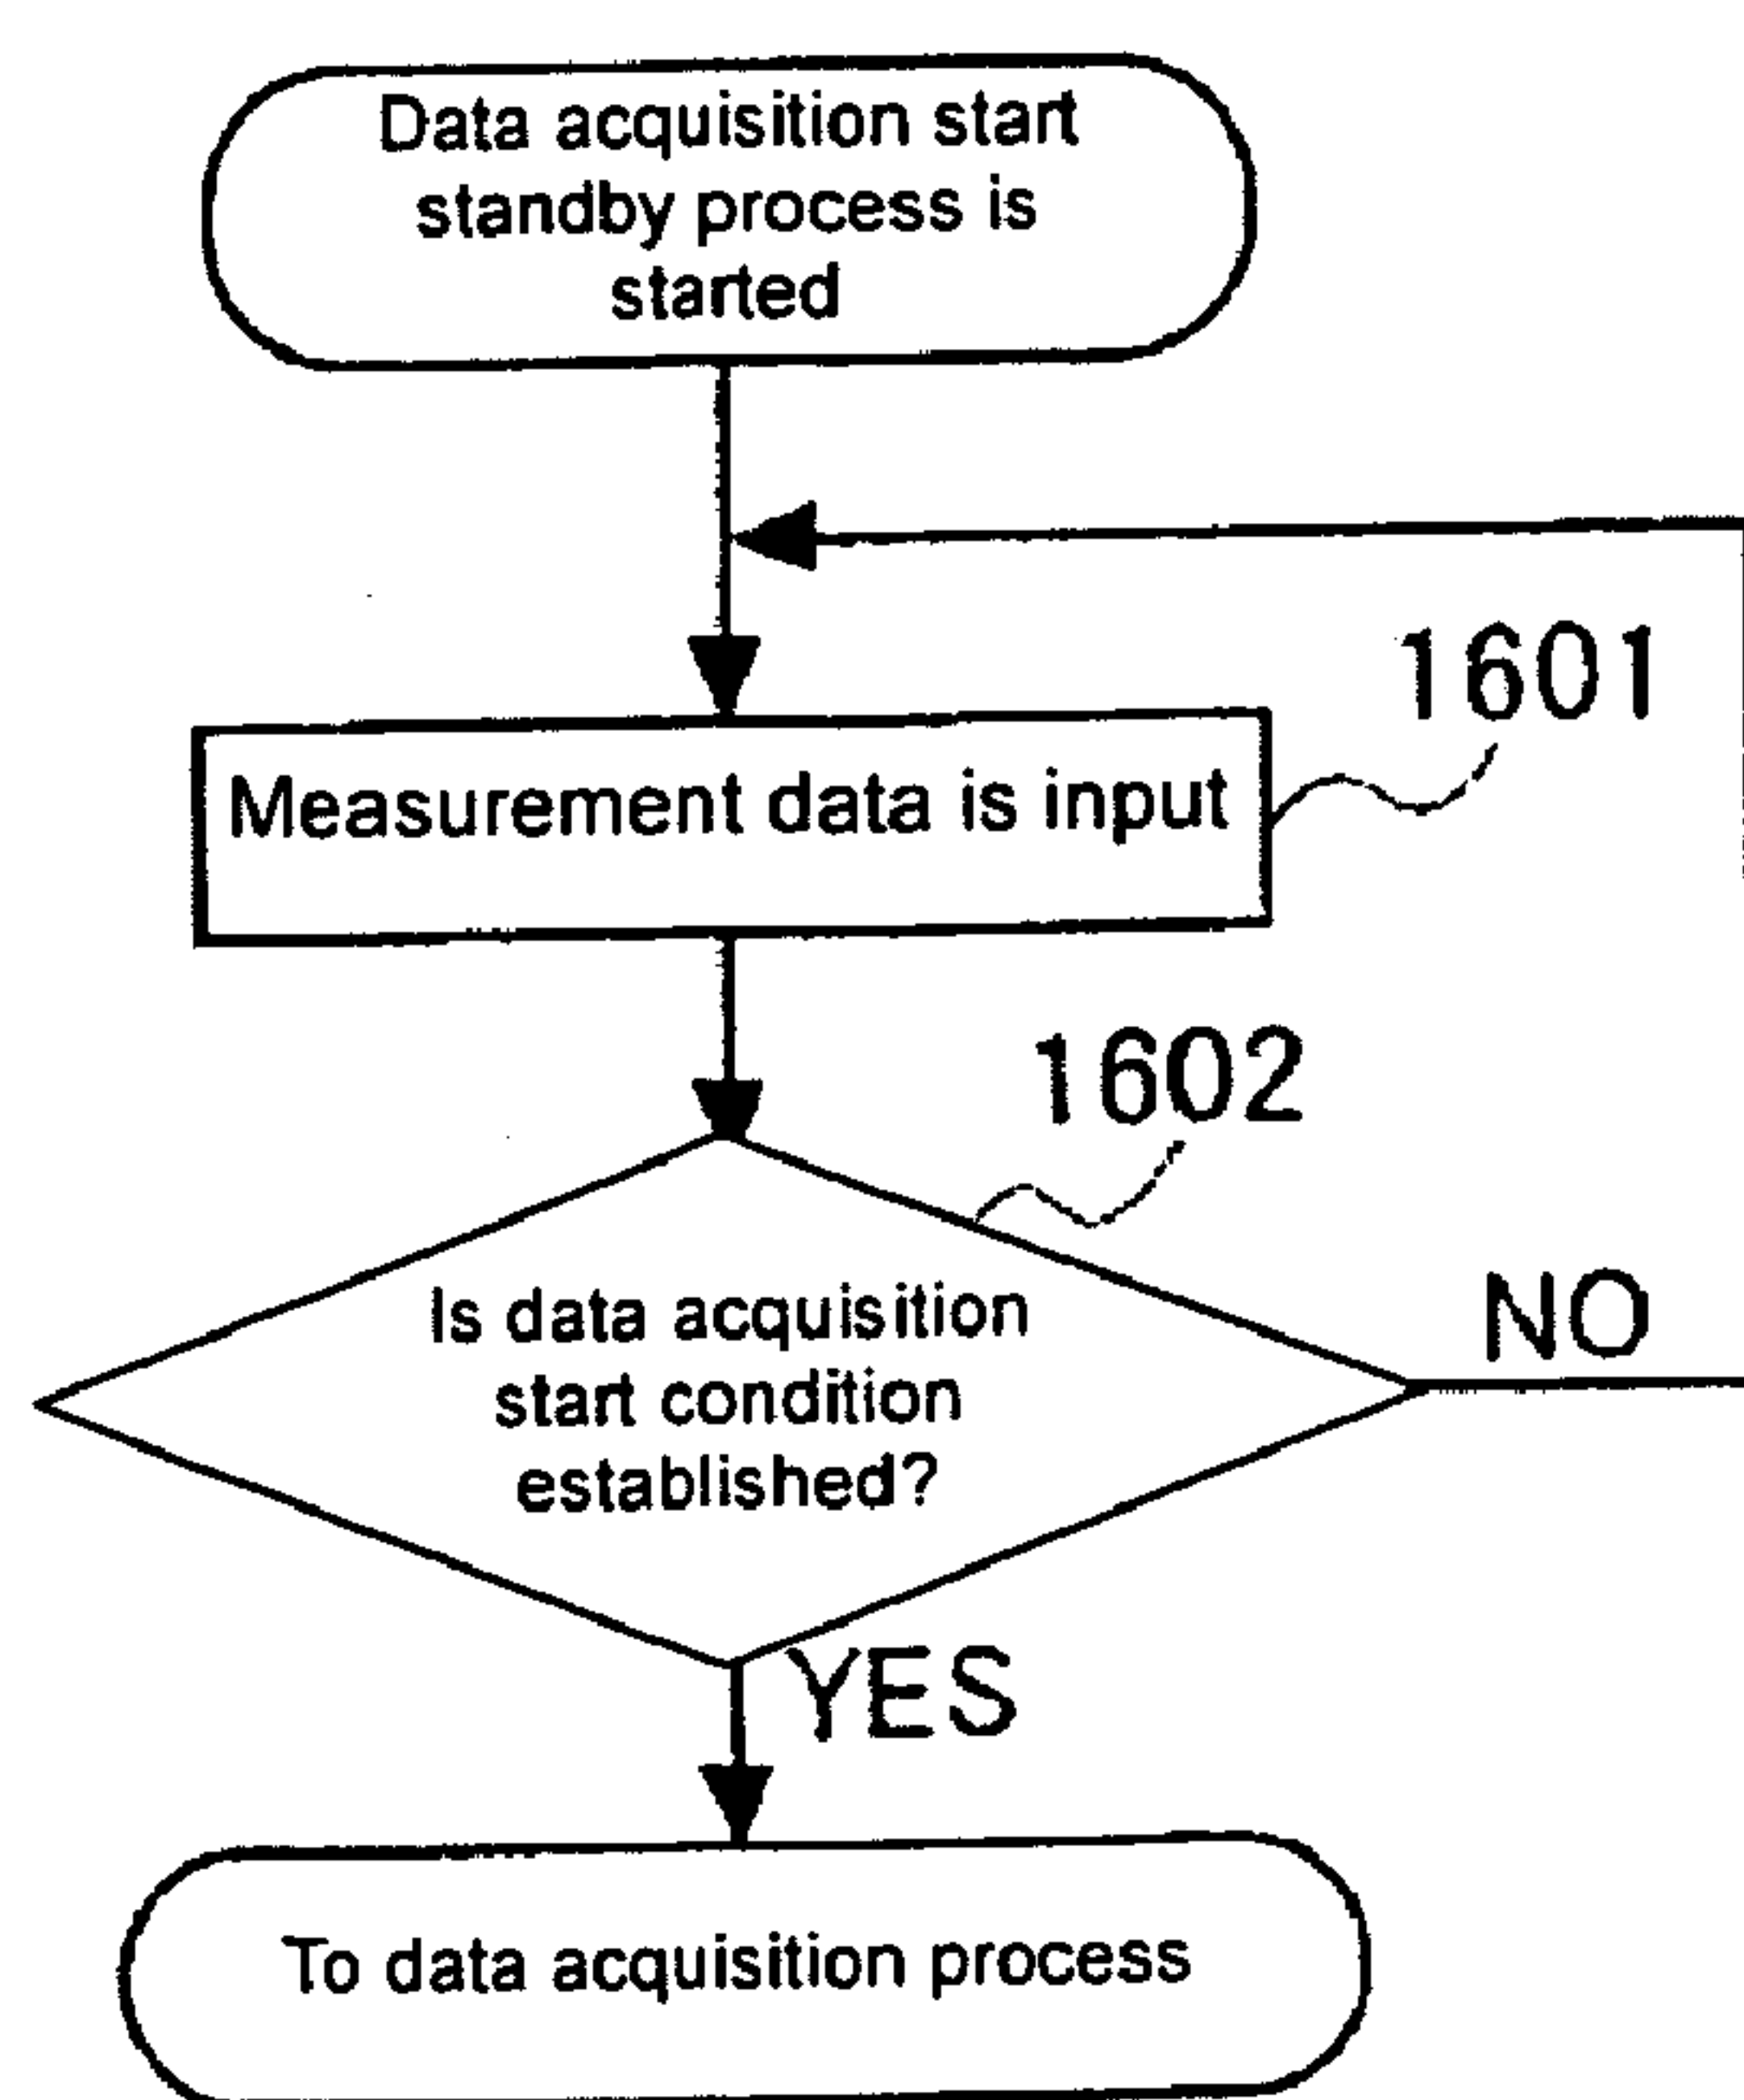 Data acquisition start
standby process is
started
1601
Measurement data is input
1602
Is data acquisition
start condition
established?
NO
YES
To data acquisition process